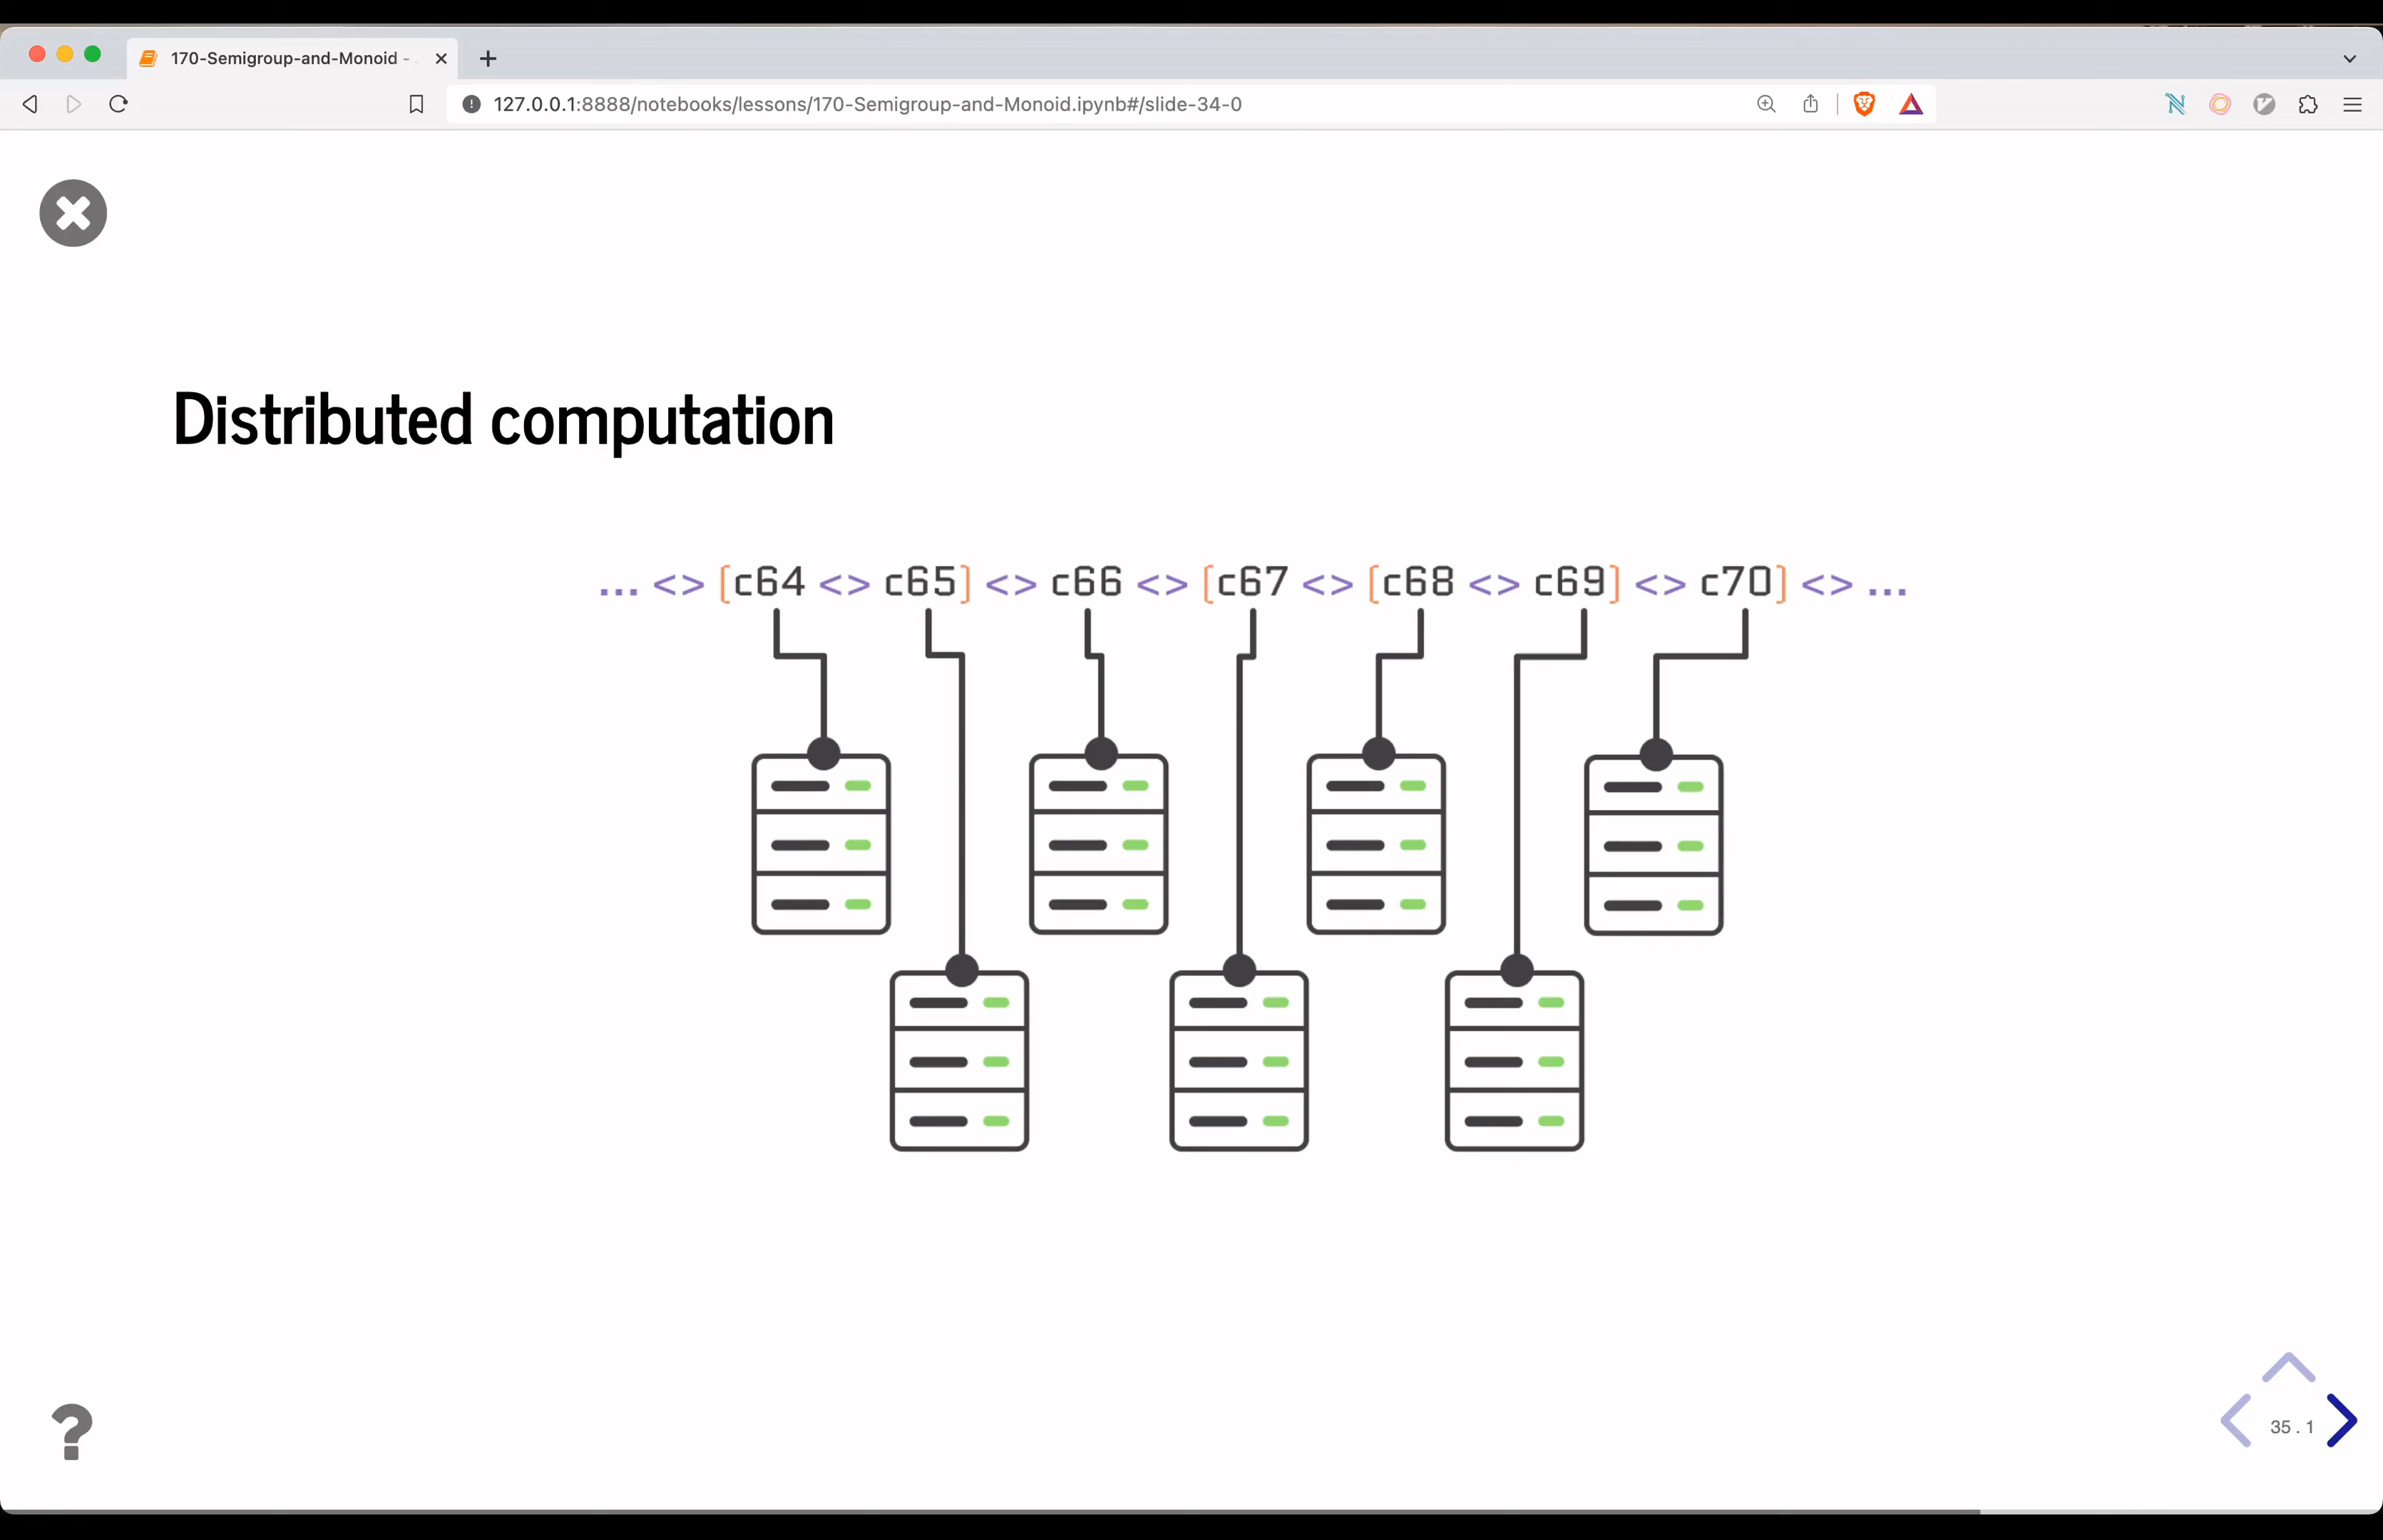 170-Semigroup-and-Monoid -
127.0.0.1:8888/notebooks/lessons/170-Semigroup-and-Monoid.ipynb#/slide-34-0
Distributed computation
... <> (c64 <> c65) <> c66 <> (c67 <> (c68 <> c69) <> c70) <> ...
?
35.1